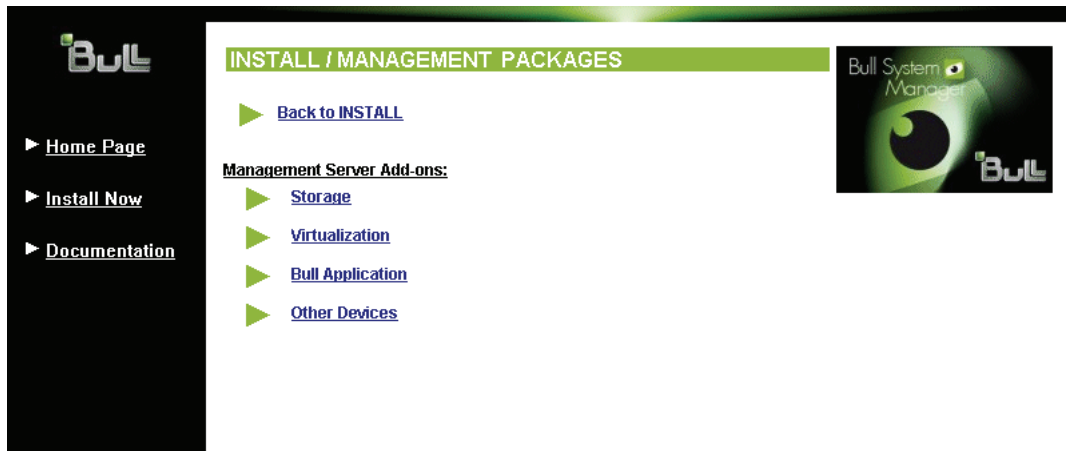 Bull
Home Page
Install Now
Documentation
INSTALL / MANAGEMENT PACKAGES
Back to INSTALL
Management Server Add-ons:
Storage
Virtualization
Bull Application
Other Devices
Bull System
Manager
Bull